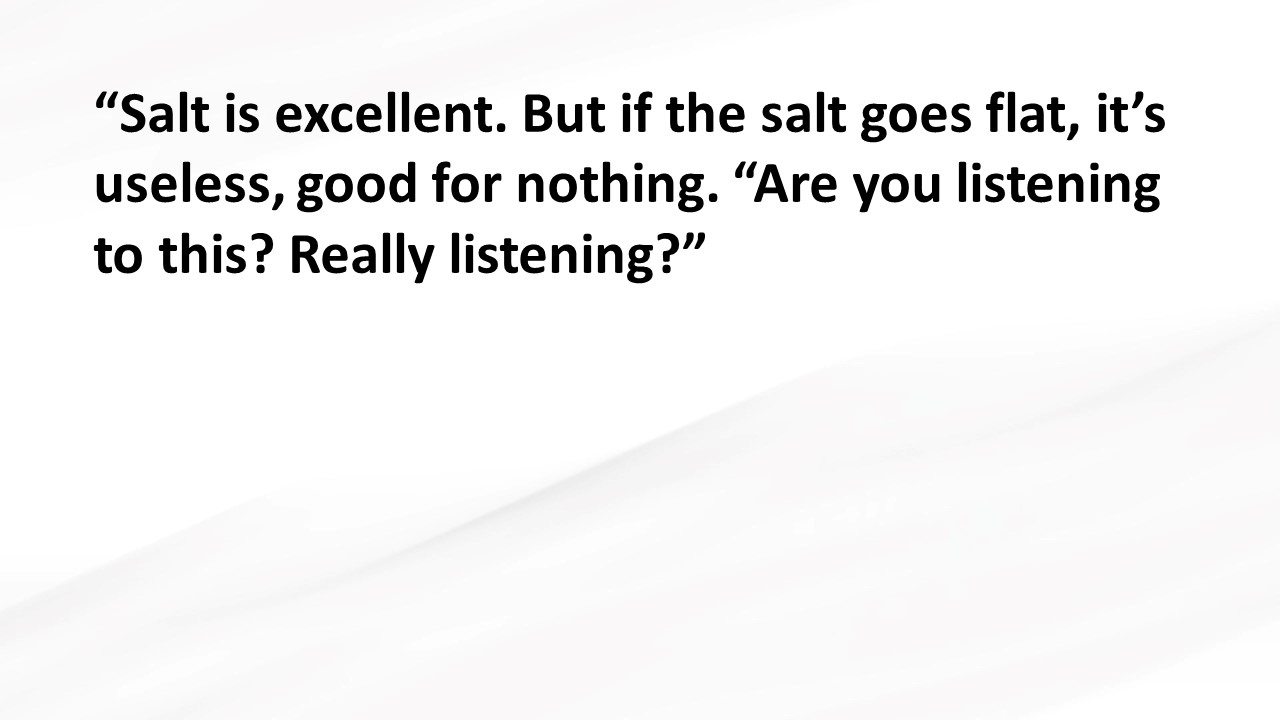 “Salt is excellent. But if the salt goes flat, it’s
useless, good for nothing. “Are you listening
to this? Really listening?”